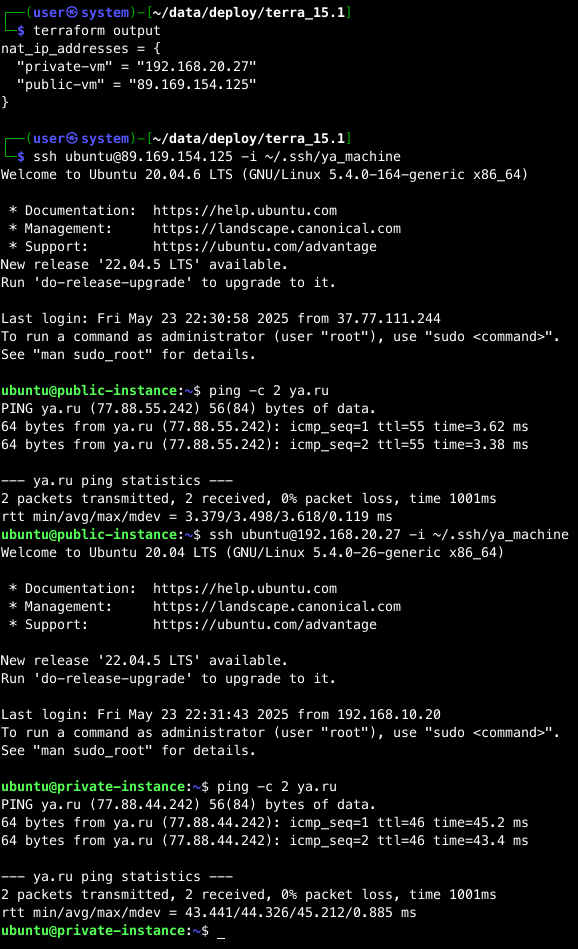 ┌──(user㉿system)-[~/data/deploy/terra_15.1]
└─$ terraform output
nat_ip_addresses = {
  "private-vm" = "192.168.20.27"
  "public-vm" = "89.169.154.125"
}

┌──(user㉿system)-[~/data/deploy/terra_15.1]
└─$ ssh ubuntu@89.169.154.125 -i ~/.ssh/ya_machine
Welcome to Ubuntu 20.04.6 LTS (GNU/Linux 5.4.0-164-generic x86_64)

 * Documentation:  https://help.ubuntu.com
 * Management:     https://landscape.canonical.com
 * Support:        https://ubuntu.com/advantage
New release '22.04.5 LTS' available.
Run 'do-release-upgrade' to upgrade to it.

Last login: Fri May 23 22:30:58 2025 from 37.77.111.244
To run a command as administrator (user "root"), use "sudo <command>".
See "man sudo_root" for details.

ubuntu@public-instance:~$ ping -c 2 ya.ru
PING ya.ru (77.88.55.242) 56(84) bytes of data.
64 bytes from ya.ru (77.88.55.242): icmp_seq=1 ttl=55 time=3.62 ms
64 bytes from ya.ru (77.88.55.242): icmp_seq=2 ttl=55 time=3.38 ms

--- ya.ru ping statistics ---
2 packets transmitted, 2 received, 0% packet loss, time 1001ms
rtt min/avg/max/mdev = 3.379/3.498/3.618/0.119 ms
ubuntu@public-instance:~$ ssh ubuntu@192.168.20.27 -i ~/.ssh/ya_machine
Welcome to Ubuntu 20.04 LTS (GNU/Linux 5.4.0-26-generic x86_64)

 * Documentation:  https://help.ubuntu.com
 * Management:     https://landscape.canonical.com
 * Support:        https://ubuntu.com/advantage

New release '22.04.5 LTS' available.
Run 'do-release-upgrade' to upgrade to it.

Last login: Fri May 23 22:31:43 2025 from 192.168.10.20
To run a command as administrator (user "root"), use "sudo <command>".
See "man sudo_root" for details.

ubuntu@private-instance:~$ ping -c 2 ya.ru
PING ya.ru (77.88.44.242) 56(84) bytes of data.
64 bytes from ya.ru (77.88.44.242): icmp_seq=1 ttl=46 time=45.2 ms
64 bytes from ya.ru (77.88.44.242): icmp_seq=2 ttl=46 time=43.4 ms

--- ya.ru ping statistics ---
2 packets transmitted, 2 received, 0% packet loss, time 1001ms
rtt min/avg/max/mdev = 43.441/44.326/45.212/0.885 ms
ubuntu@private-instance:~$ _